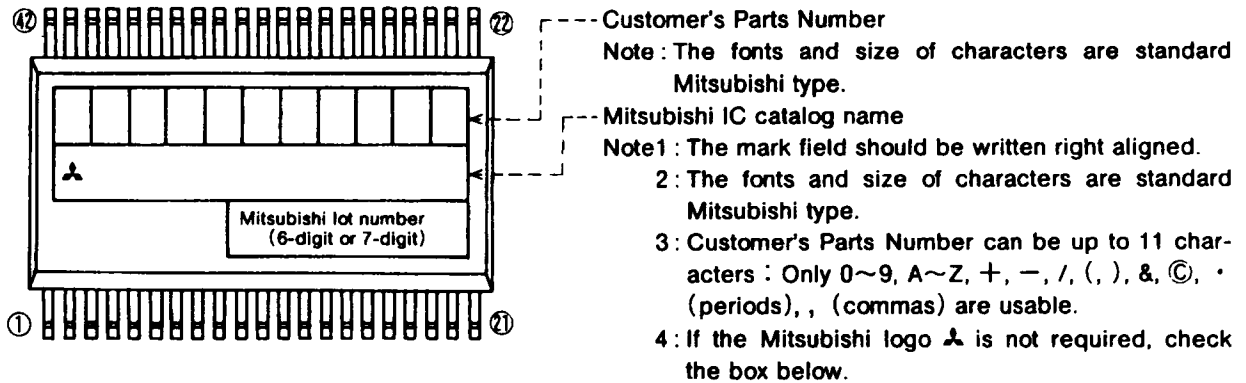 ㊷
㉒
Customer's Parts Number
Note : The fonts and size of characters are standard
Mitsubishi type.
Mitsubishi IC catalog name
Note1 : The mark field should be written right aligned.
2 : The fonts and size of characters are standard
Mitsubishi type.
3 : Customer's Parts Number can be up to 11 char-
acters : Only 0～9, A～Z, +, −, /, (, ), &, Ⓒ, ·
(periods), , (commas) are usable.
4 : If the Mitsubishi logo is not required, check
the box below.
Mitsubishi lot number
(6-digit or 7-digit)
①
㉑